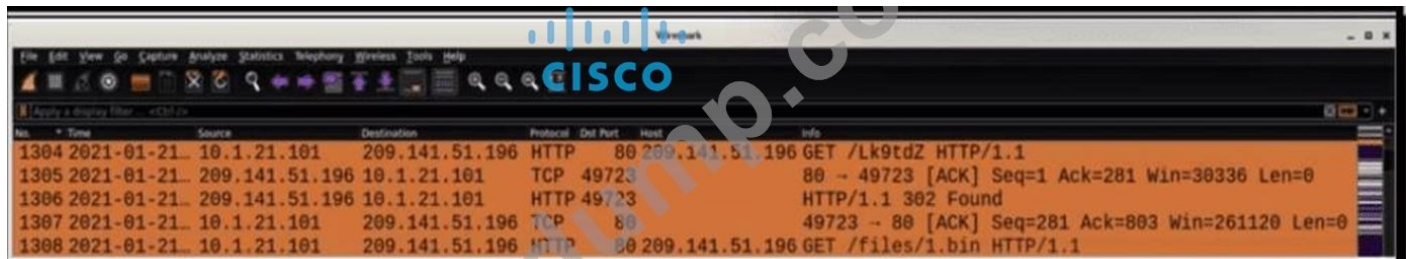 Wireshark
File Edit View Go Capture Analyze Statistics Telephony Wireless Tools Help
CISCO
Apply a display filter ... <Ctrl-/>
No. Time Source Destination Protocol Dst Port Host Info
1304 2021-01-21… 10.1.21.101 209.141.51.196 HTTP 80 209.141.51.196 GET /Lk9tdZ HTTP/1.1
1305 2021-01-21… 209.141.51.196 10.1.21.101 TCP 49723 80 → 49723 [ACK] Seq=1 Ack=281 Win=30336 Len=0
1306 2021-01-21… 209.141.51.196 10.1.21.101 HTTP 49723 HTTP/1.1 302 Found
1307 2021-01-21… 10.1.21.101 209.141.51.196 TCP 80 49723 → 80 [ACK] Seq=281 Ack=803 Win=261120 Len=0
1308 2021-01-21… 10.1.21.101 209.141.51.196 HTTP 80 209.141.51.196 GET /files/1.bin HTTP/1.1